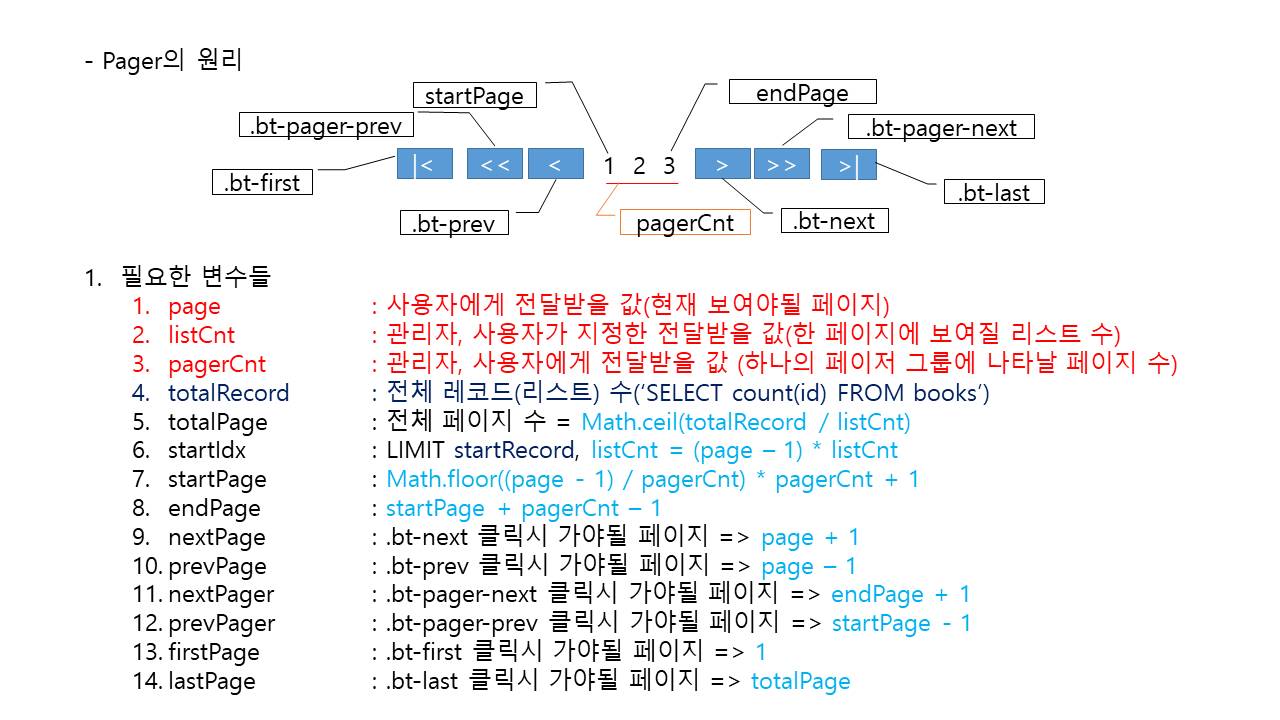 - Pager의 원리
startPage
endPage
.bt-pager-prev
.bt-pager-next
|<
<<
<
1 2 3
>
>>
>|
.bt-first
.bt-last
.bt-prev
pagerCnt
.bt-next
1. 필요한 변수들
1. page : 사용자에게 전달받을 값(현재 보여야될 페이지)
2. listCnt : 관리자, 사용자가 지정한 전달받을 값(한 페이지에 보여질 리스트 수)
3. pagerCnt : 관리자, 사용자에게 전달받을 값 (하나의 페이저 그룹에 나타날 페이지 수)
4. totalRecord : 전체 레코드(리스트) 수(‘SELECT count(id) FROM books’)
5. totalPage : 전체 페이지 수 = Math.ceil(totalRecord / listCnt)
6. startIdx : LIMIT startRecord, listCnt = (page – 1) * listCnt
7. startPage : Math.floor((page - 1) / pagerCnt) * pagerCnt + 1
8. endPage : startPage + pagerCnt – 1
9. nextPage : .bt-next 클릭시 가야될 페이지 => page + 1
10. prevPage : .bt-prev 클릭시 가야될 페이지 => page – 1
11. nextPager : .bt-pager-next 클릭시 가야될 페이지 => endPage + 1
12. prevPager : .bt-pager-prev 클릭시 가야될 페이지 => startPage - 1
13. firstPage : .bt-first 클릭시 가야될 페이지 => 1
14. lastPage : .bt-last 클릭시 가야될 페이지 => totalPage